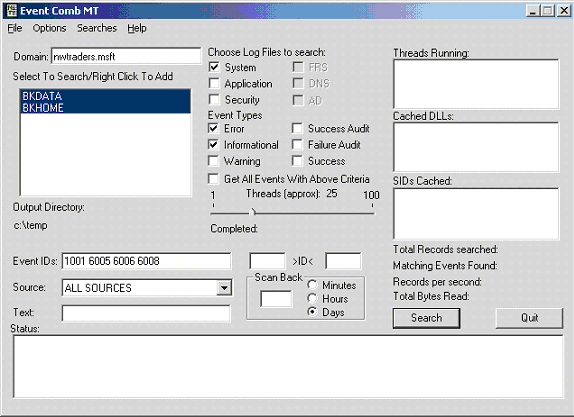 Event Comb MT
File Options Searches Help
Domain: nwtraders.msft
Select To Search/Right Click To Add
BKDATA
BKHOME
Output Directory:
c:\temp
Choose Log Files to search:
System FRS
Application DNS
Security AD
Event Types
Error Success Audit
Informational Failure Audit
Warning Success
Get All Events With Above Criteria
1 Threads (approx): 25 100
Completed:
Threads Running:
Cached DLLs:
SIDs Cached:
Total Records searched:
Matching Events Found:
Records per second:
Total Bytes Read:
Event IDs: 1001 6005 6006 6008 >ID<
Source: ALL SOURCES
Text:
Scan Back
Minutes
Hours
Days
Search Quit
Status: